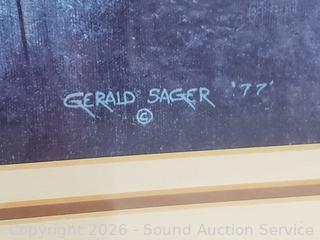 GERALD SAGER '77'
©
Copyright © 2026 - Sound Auction Service